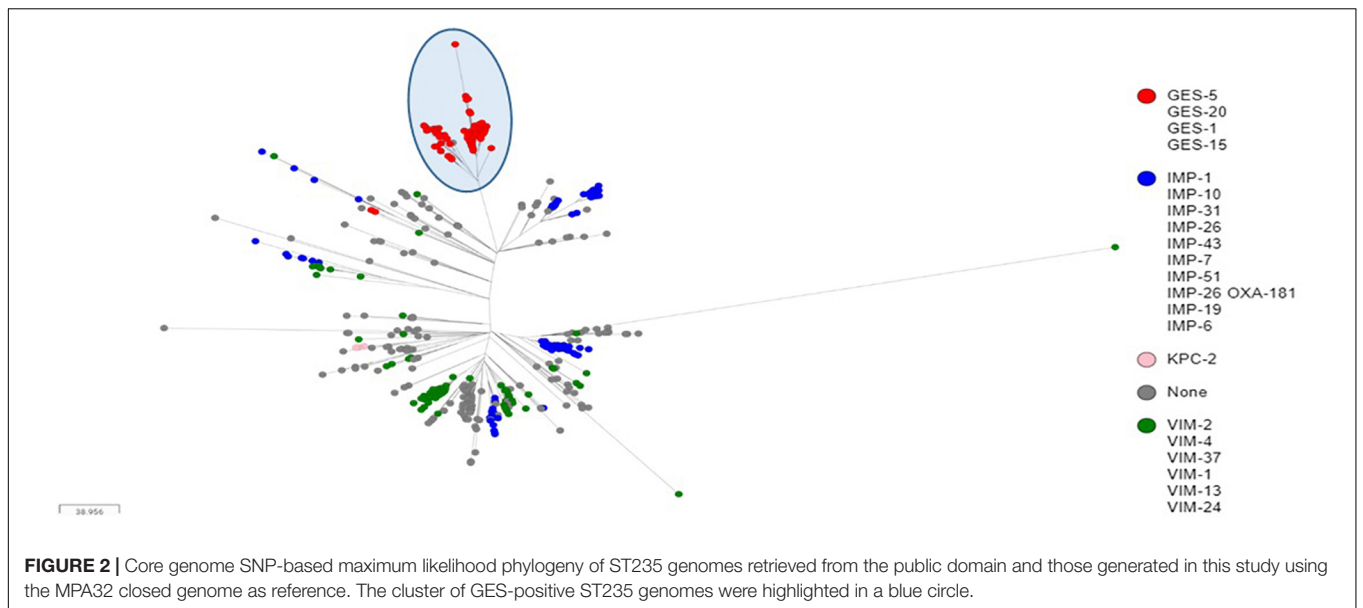 GES-5
GES-20
GES-1
GES-15
IMP-1
IMP-10
IMP-31
IMP-26
IMP-43
IMP-7
IMP-51
IMP-26 OXA-181
IMP-19
IMP-6
KPC-2
None
VIM-2
VIM-4
VIM-37
VIM-1
VIM-13
VIM-24
38.956
FIGURE 2 | Core genome SNP-based maximum likelihood phylogeny of ST235 genomes retrieved from the public domain and those generated in this study using
the MPA32 closed genome as reference. The cluster of GES-positive ST235 genomes were highlighted in a blue circle.